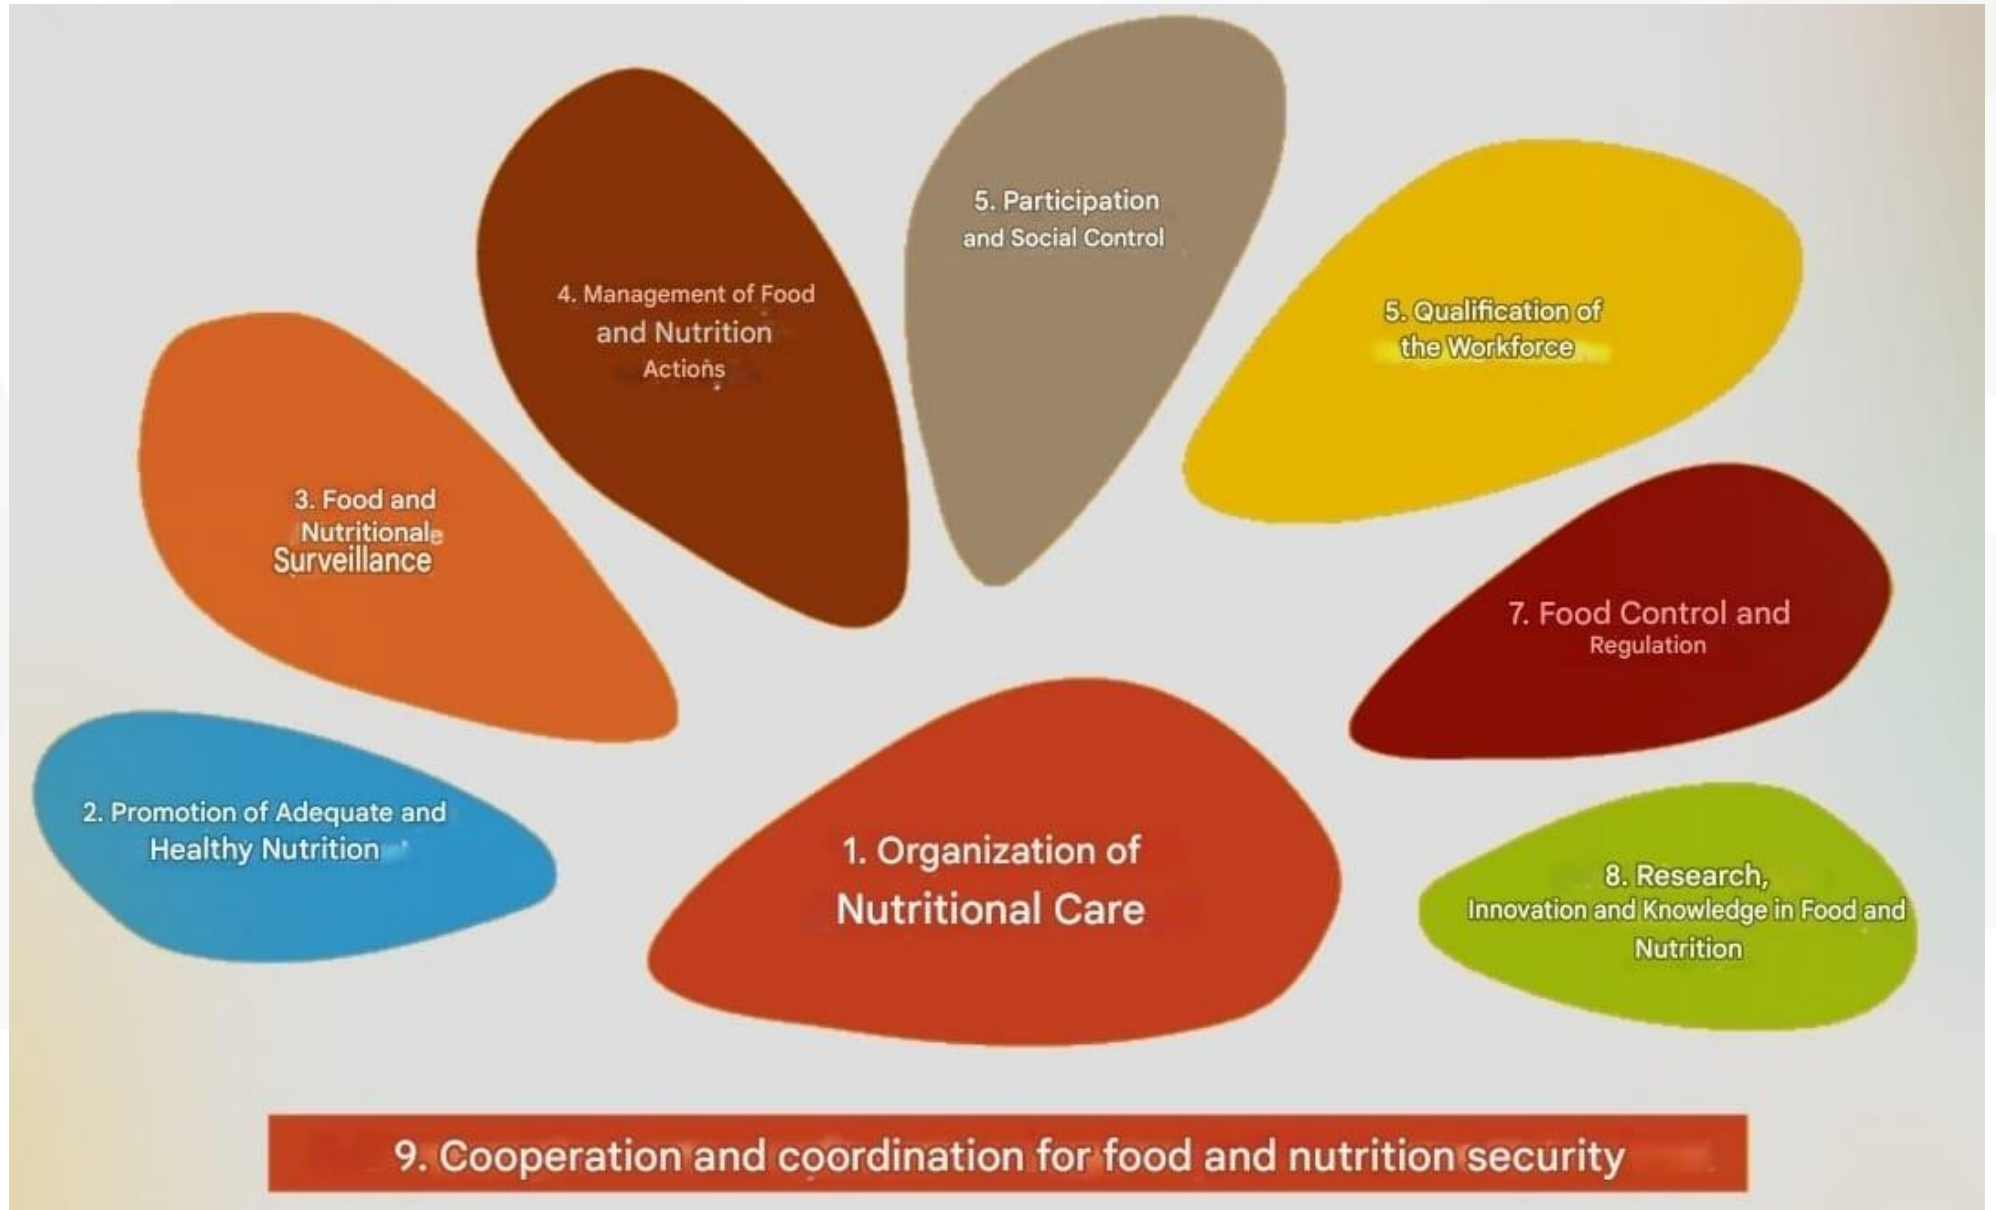 5. Participation
and Social Control
4. Management of Food
and Nutrition
Actions
5. Qualification of
the Workforce
3. Food and
Nutritionale
Surveillance
7. Food Control and
Regulation
2. Promotion of Adequate and
Healthy Nutrition
1. Organization of
Nutritional Care
8. Research,
Innovation and Knowledge in Food and
Nutrition
9. Cooperation and coordination for food and nutrition security